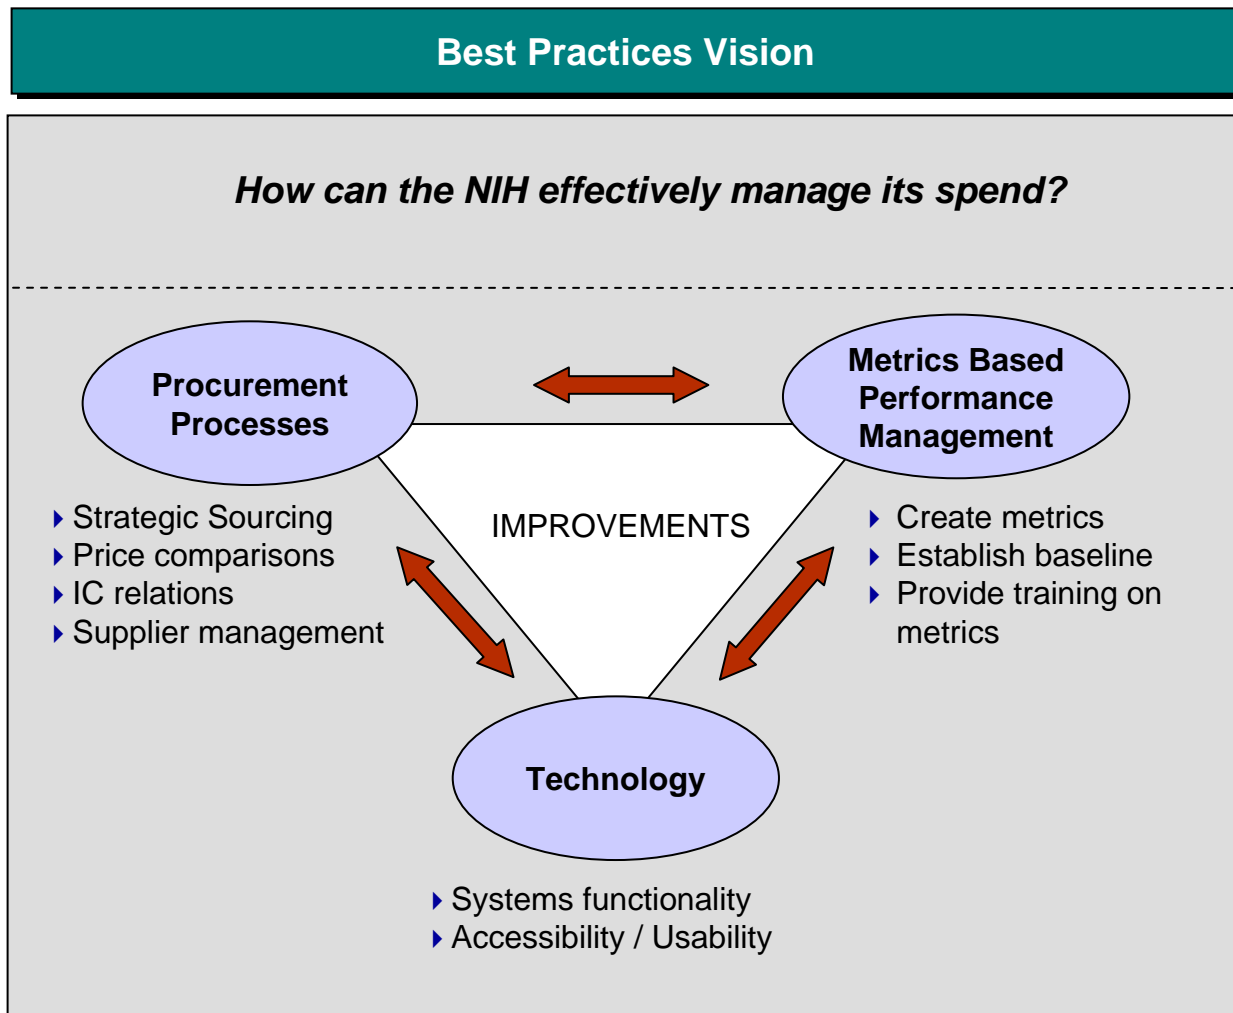 Best Practices Vision
How can the NIH effectively manage its spend?
Procurement
Processes
Metrics Based
Performance
Management
Strategic Sourcing
Price comparisons
IC relations
Supplier management
IMPROVEMENTS
Create metrics
Establish baseline
Provide training on
metrics
Technology
Systems functionality
Accessibility / Usability